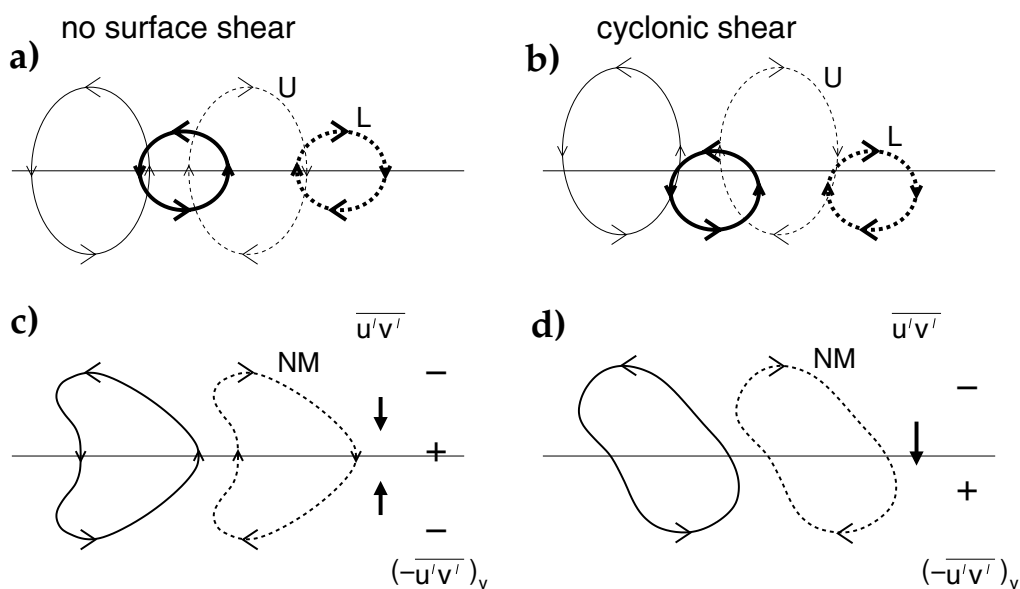 no surface shear
cyclonic shear
a)
b)
U
L
U
L
c)
d)
u′v′
NM
−
+
−
(−u′v′)y
u′v′
NM
−
+
(−u′v′)y